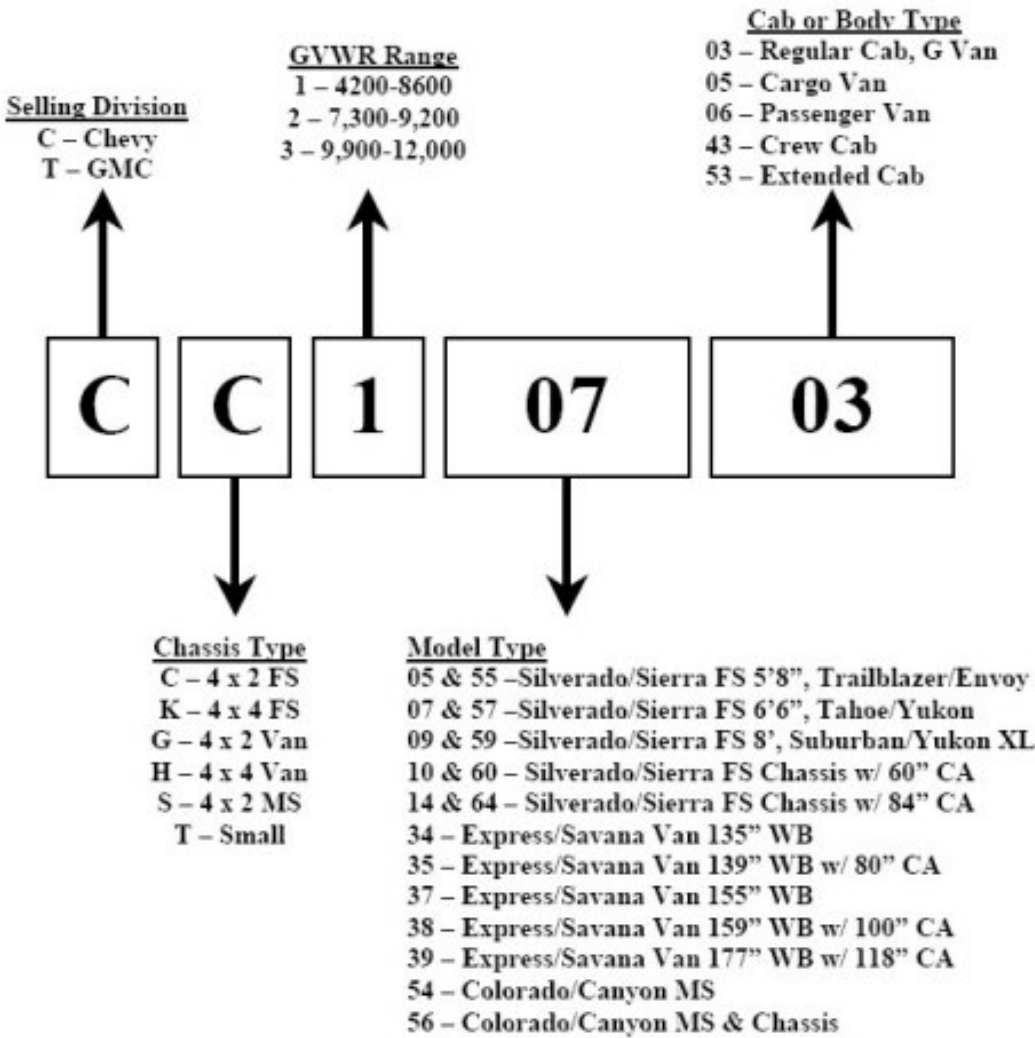 Selling Division
C – Chevy
T – GMC
GVWR Range
1 – 4200-8600
2 – 7,300-9,200
3 – 9,900-12,000
Cab or Body Type
03 – Regular Cab, G Van
05 – Cargo Van
06 – Passenger Van
43 – Crew Cab
53 – Extended Cab
C C 1 07 03
Chassis Type
C – 4 x 2 FS
K – 4 x 4 FS
G – 4 x 2 Van
H – 4 x 4 Van
S – 4 x 2 MS
T – Small
Model Type
05 & 55 –Silverado/Sierra FS 5’8”, Trailblazer/Envoy
07 & 57 –Silverado/Sierra FS 6’6”, Tahoe/Yukon
09 & 59 –Silverado/Sierra FS 8’, Suburban/Yukon XL
10 & 60 – Silverado/Sierra FS Chassis w/ 60” CA
14 & 64 – Silverado/Sierra FS Chassis w/ 84” CA
34 – Express/Savana Van 135” WB
35 – Express/Savana Van 139” WB w/ 80” CA
37 – Express/Savana Van 155” WB
38 – Express/Savana Van 159” WB w/ 100” CA
39 – Express/Savana Van 177” WB w/ 118” CA
54 – Colorado/Canyon MS
56 – Colorado/Canyon MS & Chassis